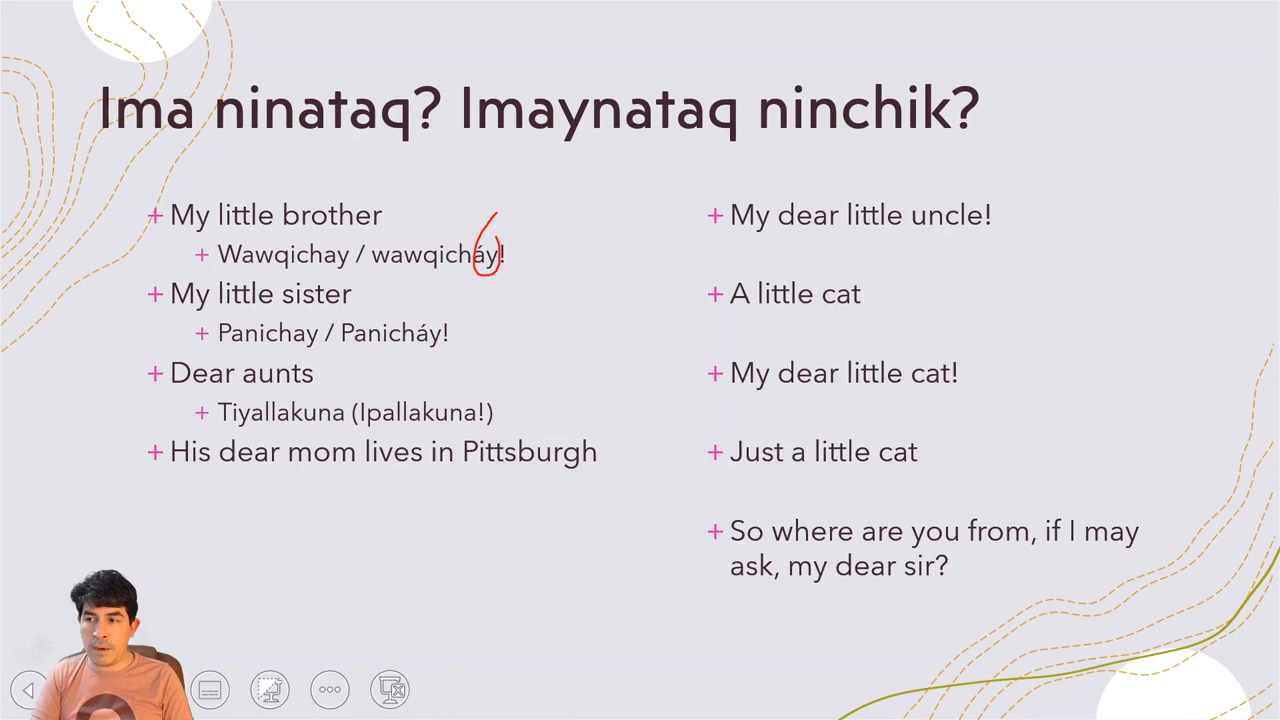 Ima ninataq? Imaynataq ninchik?
+ My little brother
+ Wawqichay / wawqicháy!
+ My little sister
+ Panichay / Panicháy!
+ Dear aunts
+ Tiyallakuna (Ipallakuna!)
+ His dear mom lives in Pittsburgh
+ My dear little uncle!
+ A little cat
+ My dear little cat!
+ Just a little cat
+ So where are you from, if I may
ask, my dear sir?